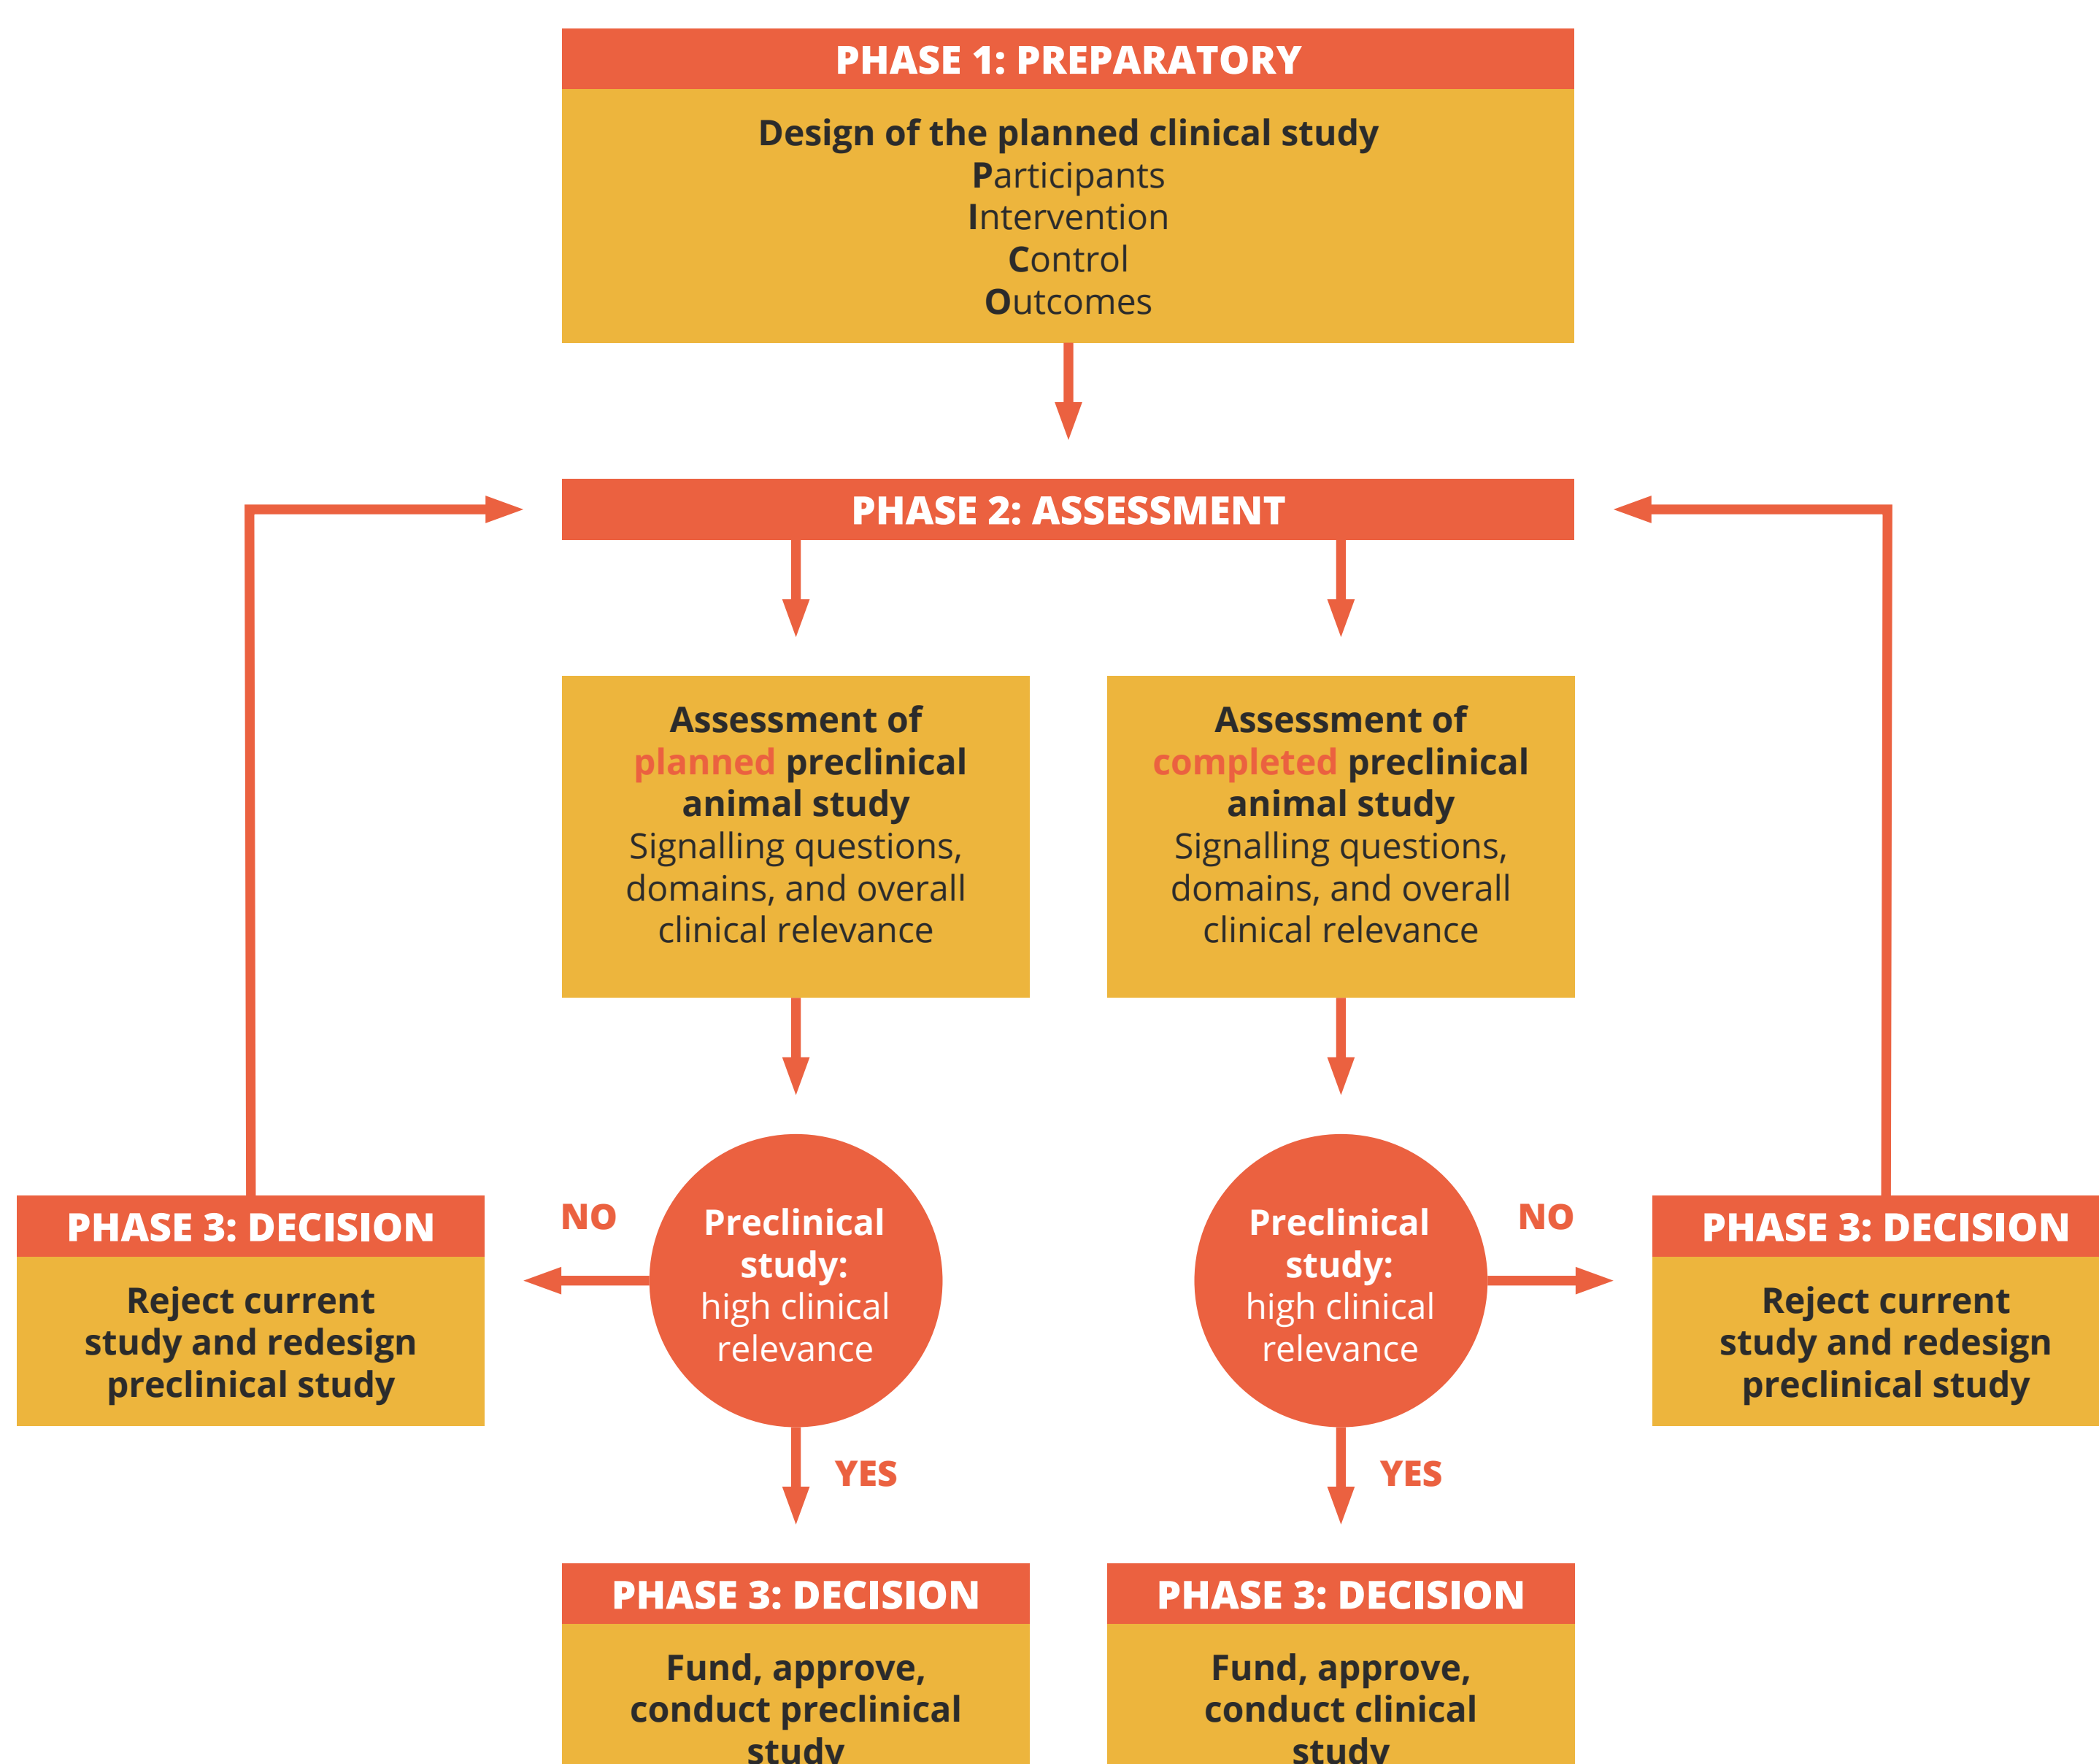 PHASE 1: PREPARATORY
Design of the planned clinical study
Participants
Intervention
Control
Outcomes
PHASE 2: ASSESSMENT
Assessment of
planned preclinical
animal study
Signalling questions,
domains, and overall
clinical relevance
Assessment of
completed preclinical
animal study
Signalling questions,
domains, and overall
clinical relevance
PHASE 3: DECISION
Reject current
study and redesign
preclinical study
NO
Preclinical
study:
high clinical
relevance
YES
Preclinical
study:
high clinical
relevance
NO
YES
PHASE 3: DECISION
Reject current
study and redesign
preclinical study
PHASE 3: DECISION
Fund, approve,
conduct preclinical
study
PHASE 3: DECISION
Fund, approve,
conduct clinical
study